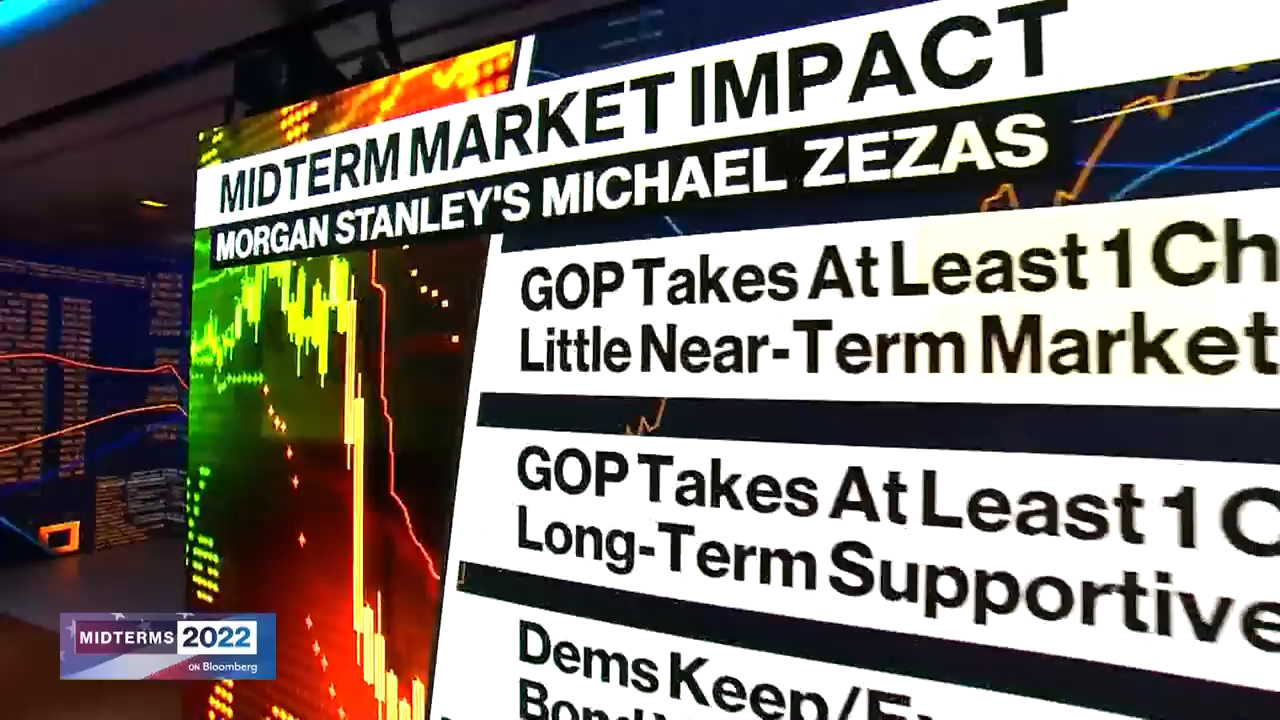 MIDTERM MARKET IMPACT
MORGAN STANLEY'S MICHAEL ZEZAS
GOP Takes At Least 1 Ch
Little Near-Term Market
GOP Takes At Least 1 C
Long-Term Supportive
Dems Keep/
MIDTERMS 2022
ON Bloomberg